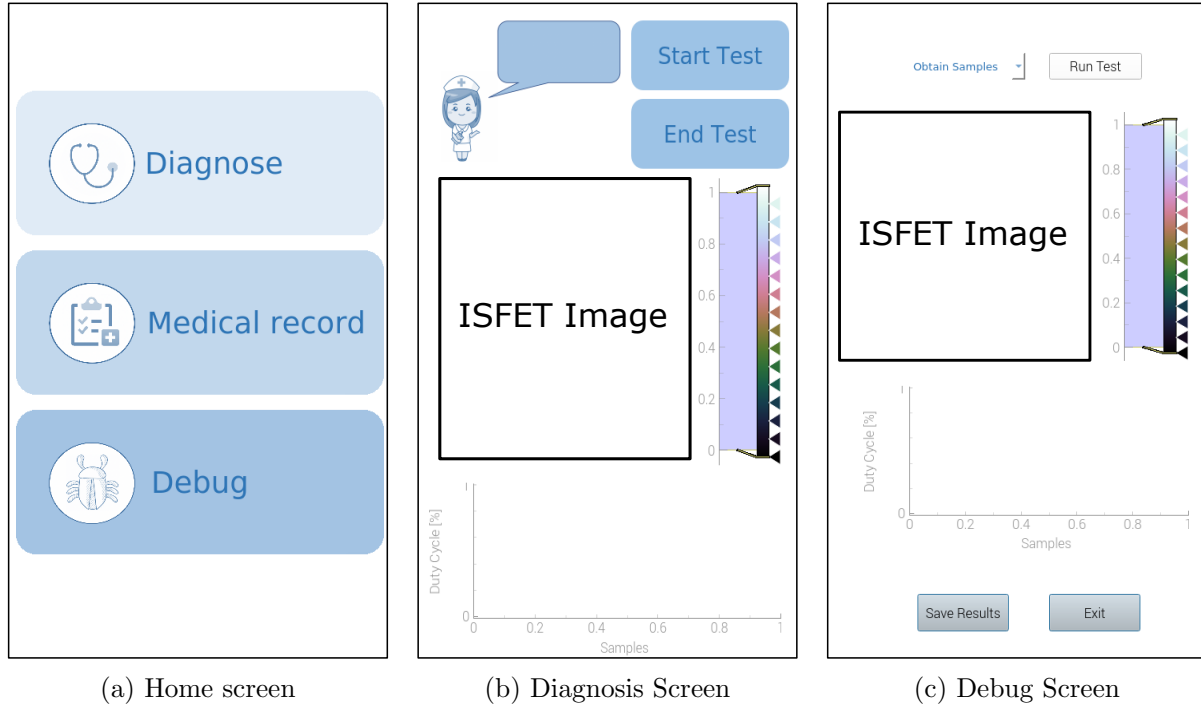 Diagnose
Medical record
Debug
(a) Home screen
Start Test
End Test
ISFET Image
1
0.8
0.6
0.4
0.2
0
Duty Cycle [%]
1
0
0
0.2
0.4
0.6
0.8
1
Samples
(b) Diagnosis Screen
Obtain Samples
Run Test
ISFET Image
1
0.8
0.6
0.4
0.2
0
Duty Cycle [%]
1
0
0
0.2
0.4
0.6
0.8
1
Samples
Save Results
Exit
(c) Debug Screen